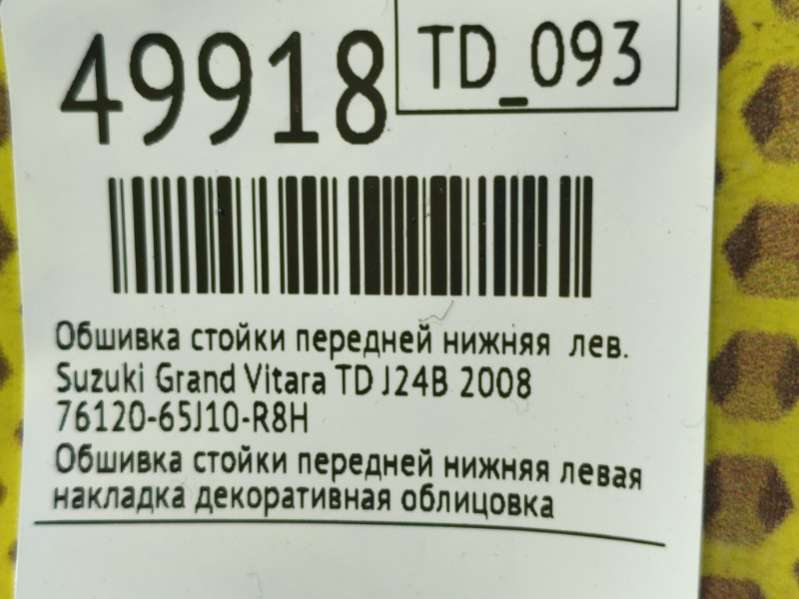 49918
TD_093
Обшивка стойки передней нижняя лев.
Suzuki Grand Vitara TD J24B 2008
76120-65J10-R8H
Обшивка стойки передней нижняя левая
накладка декоративная облицовка